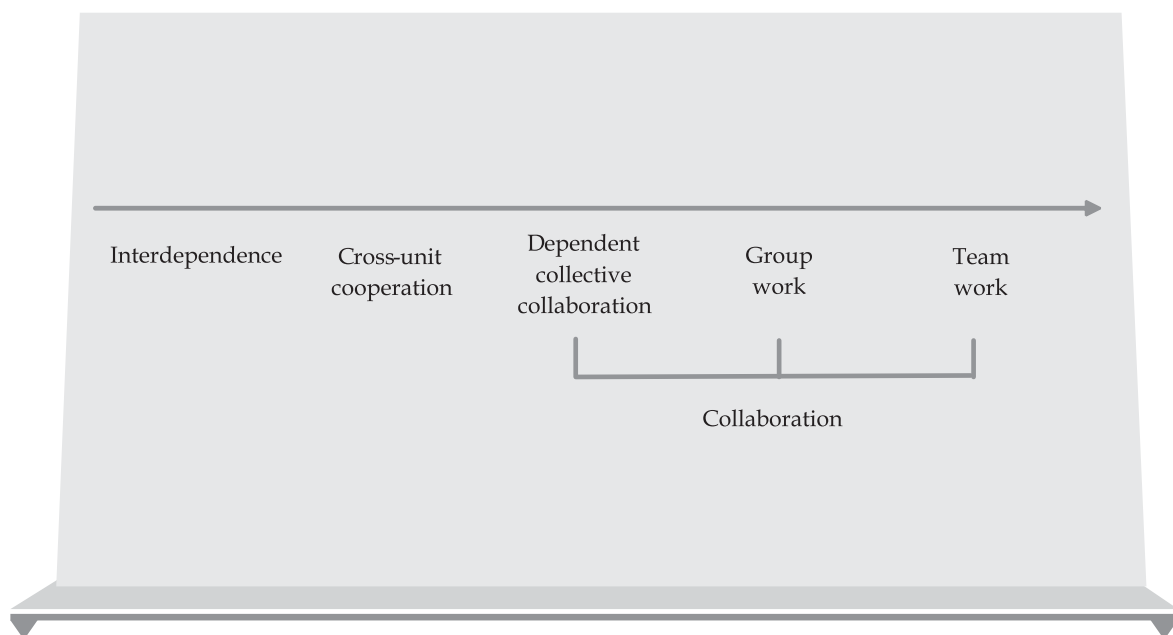 Interdependence
Cross-unit
cooperation
Dependent
collective
collaboration
Group
work
Team
work
Collaboration